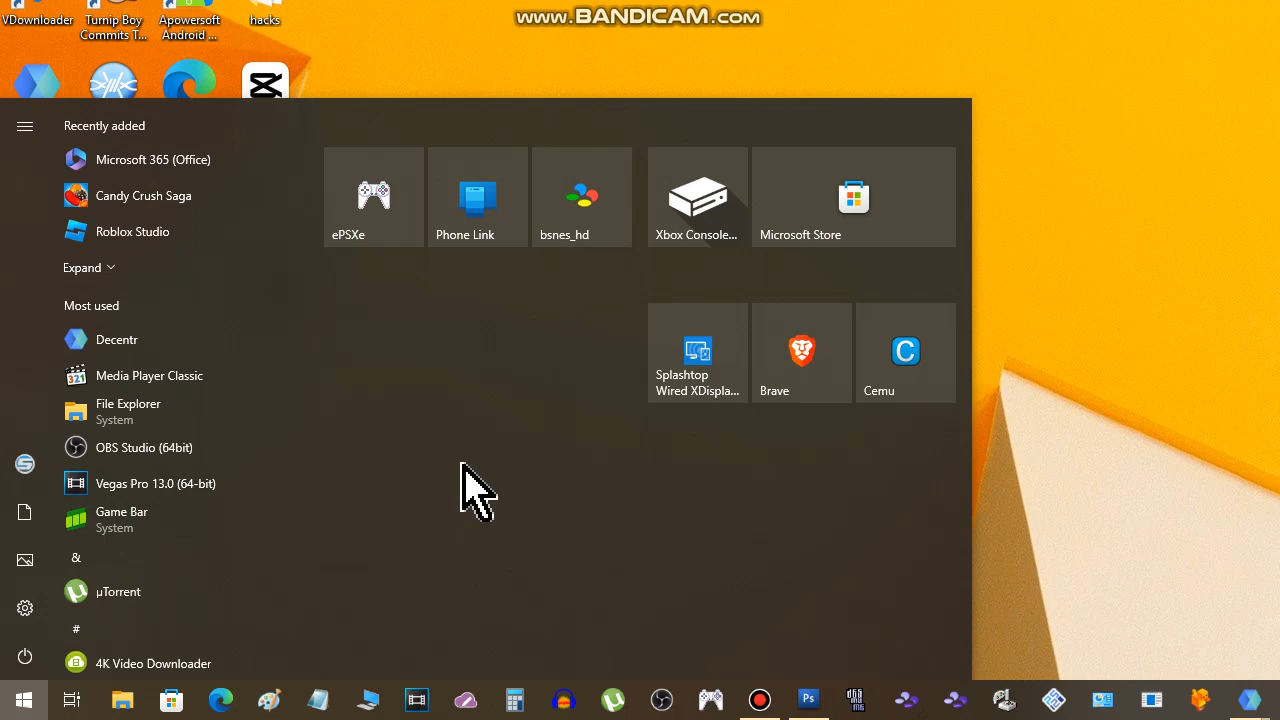 www.BANDICAM.com
VDownloader
Turnip Boy
Commits T...
Apowersoft
Android ...
hacks
Recently added
Microsoft 365 (Office)
Candy Crush Saga
Roblox Studio
Expand
Most used
Decentr
Media Player Classic
File Explorer
System
OBS Studio (64bit)
Vegas Pro 13.0 (64-bit)
Game Bar
System
&
µTorrent
#
4K Video Downloader
ePSXe
Phone Link
bsnes_hd
Xbox Console...
Microsoft Store
Splashtop
Wired XDispla...
Brave
Cemu
C
321
Ps